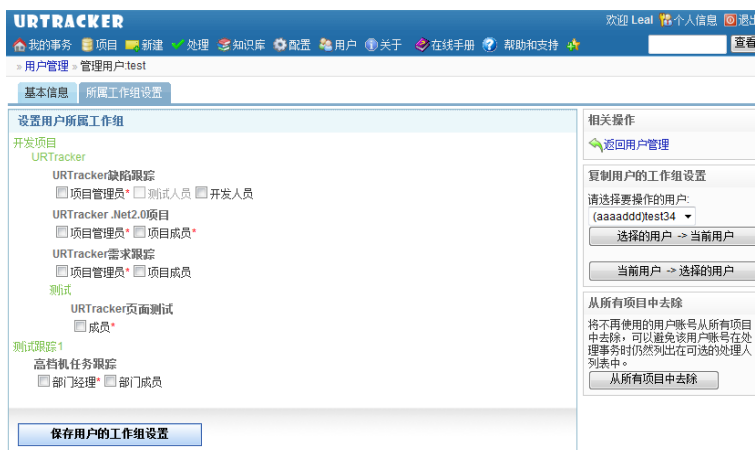 URTRACKER
欢迎 Leal 个人信息 退出
我的事务 项目 新建 处理 知识库 配置 用户 关于 在线手册 帮助和支持 查看
» 用户管理 » 管理用户:test
基本信息 所属工作组设置
设置用户所属工作组
开发项目
URTracker
URTracker缺陷跟踪
项目管理员* 测试人员 开发人员
URTracker .Net2.0项目
项目管理员* 项目成员*
URTracker需求跟踪
项目管理员* 项目成员
测试
URTracker页面测试
成员*
测试跟踪1
高档机任务跟踪
部门经理* 部门成员
保存用户的工作组设置
相关操作
返回用户管理
复制用户的工作组设置
请选择要操作的用户:
(aaaaddd)test34
选择的用户 -> 当前用户
当前用户 -> 选择的用户
从所有项目中去除
将不再使用的用户账号从所有项目
中去除，可以避免该用户账号在处
理事务时仍然列出在可选的处理人
列表中。
从所有项目中去除